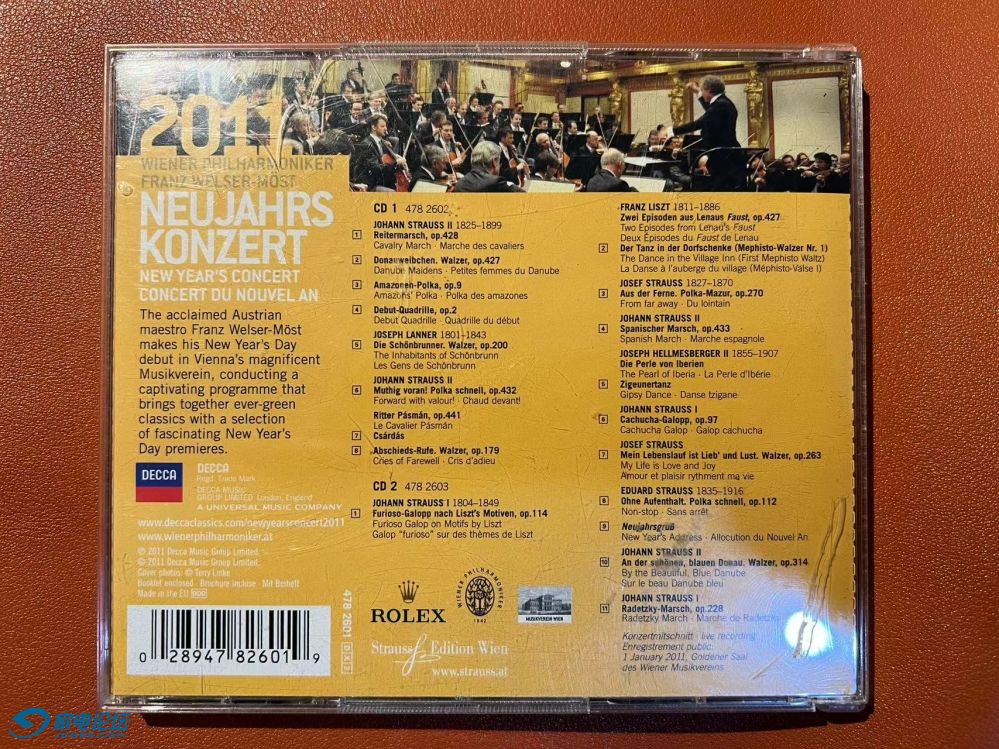 2011
WIENER PHILHARMONIKER
FRANZ WELSER-MÖST
NEUJAHRS
KONZERT
NEW YEAR'S CONCERT
CONCERT DU NOUVEL AN
The acclaimed Austrian
maestro Franz Welser-Möst
makes his New Year's Day
debut in Vienna's magnificent
Musikverein, conducting a
captivating programme that
brings together ever-green
classics with a selection
of fascinating New Year's
Day premieres.
DECCA
DECCA
Regd. Trade Mark
DECCA MUSIC
GROUP LIMITED London, England
A UNIVERSAL MUSIC COMPANY
www.deccaclassics.com/newyearsconcert2011
www.wienerphilharmoniker.at
℗ 2011 Decca Music Group Limited.
© 2011 Decca Music Group Limited.
Cover photos: © Terry Linke
Booklet enclosed · Brochure incluse · Mit Beiheft
Made in the EU DDD
0 28947 82601 9
478 2601 DX2
CD 1 478 2602
JOHANN STRAUSS II 1825–1899
1 Reitermarsch, op.428
Cavalry March · Marche des cavaliers
2 Donauweibchen. Walzer, op.427
Danube Maidens · Petites femmes du Danube
3 Amazonen-Polka, op.9
Amazons' Polka · Polka des amazones
4 Debut-Quadrille, op.2
Debut Quadrille · Quadrille du début
JOSEPH LANNER 1801–1843
5 Die Schönbrunner. Walzer, op.200
The Inhabitants of Schönbrunn
Les Gens de Schönbrunn
JOHANN STRAUSS II
6 Muthig voran! Polka schnell, op.432
Forward with valour! · Chaud devant!
Ritter Pásmán, op.441
Le Cavalier Pásmán
7 Csárdás
8 Abschieds-Rufe. Walzer, op.179
Cries of Farewell · Cris d'adieu
CD 2 478 2603
JOHANN STRAUSS I 1804–1849
1 Furioso-Galopp nach Liszt's Motiven, op.114
Furioso Galop on Motifs by Liszt
Galop "furioso" sur des thèmes de Liszt
ROLEX
WIENER PHILHARMONIKER
1842
MUSIKVEREIN WIEN
Strauss Edition Wien
www.strauss.at
FRANZ LISZT 1811–1886
Zwei Episoden aus Lenaus Faust, op.427
Two Episodes from Lenau's Faust
Deux Épisodes du Faust de Lenau
2 Der Tanz in der Dorfschenke (Mephisto-Walzer Nr. 1)
The Dance in the Village Inn (First Mephisto Waltz)
La Danse à l'auberge du village (Méphisto-Valse I)
JOSEF STRAUSS 1827–1870
3 Aus der Ferne. Polka-Mazur, op.270
From far away · Du lointain
JOHANN STRAUSS II
4 Spanischer Marsch, op.433
Spanish March · Marche espagnole
JOSEPH HELLMESBERGER II 1855–1907
Die Perle von Iberien
The Pearl of Iberia · La Perle d'Ibérie
5 Zigeunertanz
Gipsy Dance · Danse tzigane
JOHANN STRAUSS I
6 Cachucha-Galopp, op.97
Cachucha Galop · Galop cachucha
JOSEF STRAUSS
7 Mein Lebenslauf ist Lieb' und Lust. Walzer, op.263
My Life is Love and Joy
Amour et plaisir rythment ma vie
EDUARD STRAUSS 1835–1916
8 Ohne Aufenthalt. Polka schnell, op.112
Non-stop · Sans arrêt
9 Neujahrsgruß
New Year's Address · Allocution du Nouvel An
JOHANN STRAUSS II
10 An der schönen, blauen Donau. Walzer, op.314
By the Beautiful, Blue Danube
Sur le beau Danube bleu
JOHANN STRAUSS I
11 Radetzky-Marsch, op.228
Radetzky March · Marche de Radetzky
Konzertmitschnitt · live recording
Enregistrement public:
1 January 2011, Goldener Saal
des Wiener Musikvereins